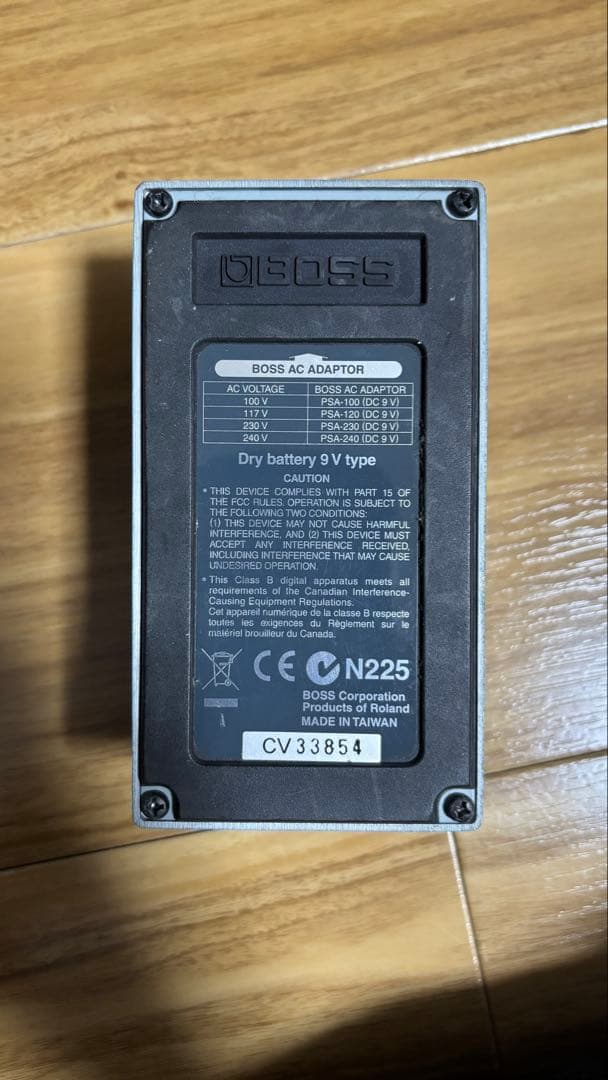 BOSS
BOSS AC ADAPTOR
AC VOLTAGE BOSS AC ADAPTOR
100 V PSA-100 (DC 9 V)
117 V PSA-120 (DC 9 V)
230 V PSA-230 (DC 9 V)
240 V PSA-240 (DC 9 V)
Dry battery 9 V type
CAUTION
• THIS DEVICE COMPLIES WITH PART 15 OF
THE FCC RULES. OPERATION IS SUBJECT TO
THE FOLLOWING TWO CONDITIONS:
(1) THIS DEVICE MAY NOT CAUSE HARMFUL
INTERFERENCE, AND (2) THIS DEVICE MUST
ACCEPT ANY INTERFERENCE RECEIVED,
INCLUDING INTERFERENCE THAT MAY CAUSE
UNDESIRED OPERATION.
• This Class B digital apparatus meets all
requirements of the Canadian Interference-
Causing Equipment Regulations.
Cet appareil numérique de la classe B respecte
toutes les exigences du Règlement sur le
matériel brouilleur du Canada.
CE N225
BOSS Corporation
Products of Roland
MADE IN TAIWAN
CV33854